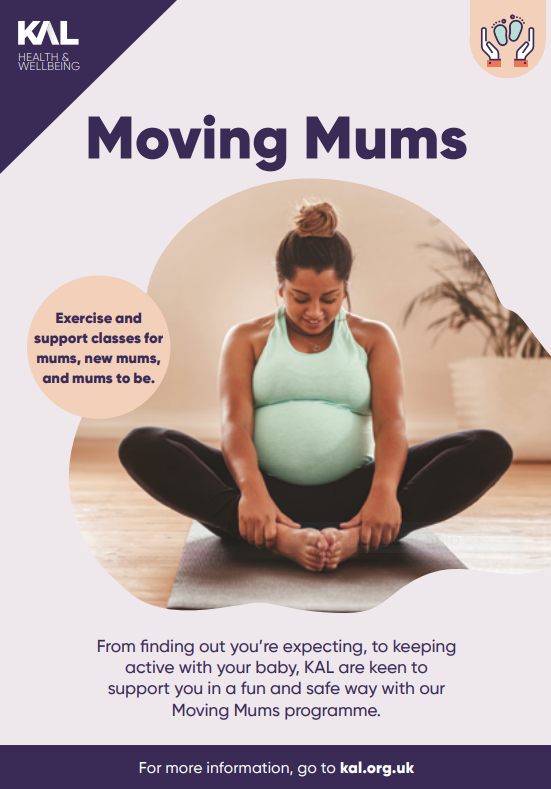 KAL
HEALTH &
WELLBEING
Moving Mums
Exercise and
support classes for
mums, new mums,
and mums to be.
From finding out you’re expecting, to keeping
active with your baby, KAL are keen to
support you in a fun and safe way with our
Moving Mums programme.
For more information, go to kal.org.uk